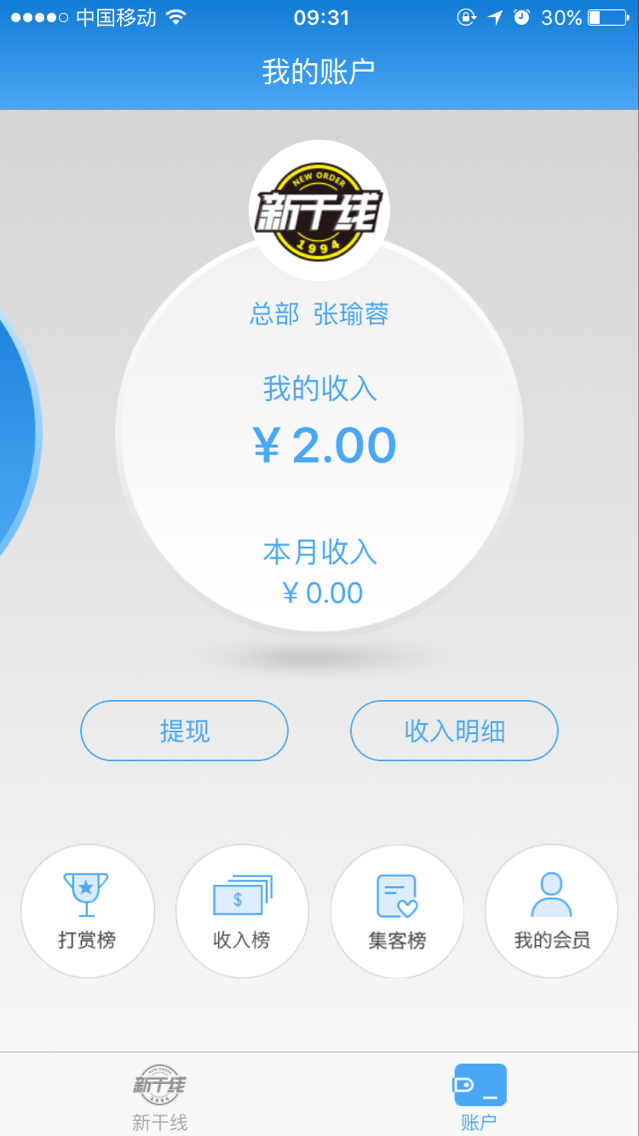 中国移动 09:31 30%
我的账户
NEW ORDER
新干线
1994
总部 张瑜蓉
我的收入
¥2.00
本月收入
¥0.00
提现 收入明细
$
打赏榜 收入榜 集客榜 我的会员
NEW ORDER
新干线
1994
新干线 账户